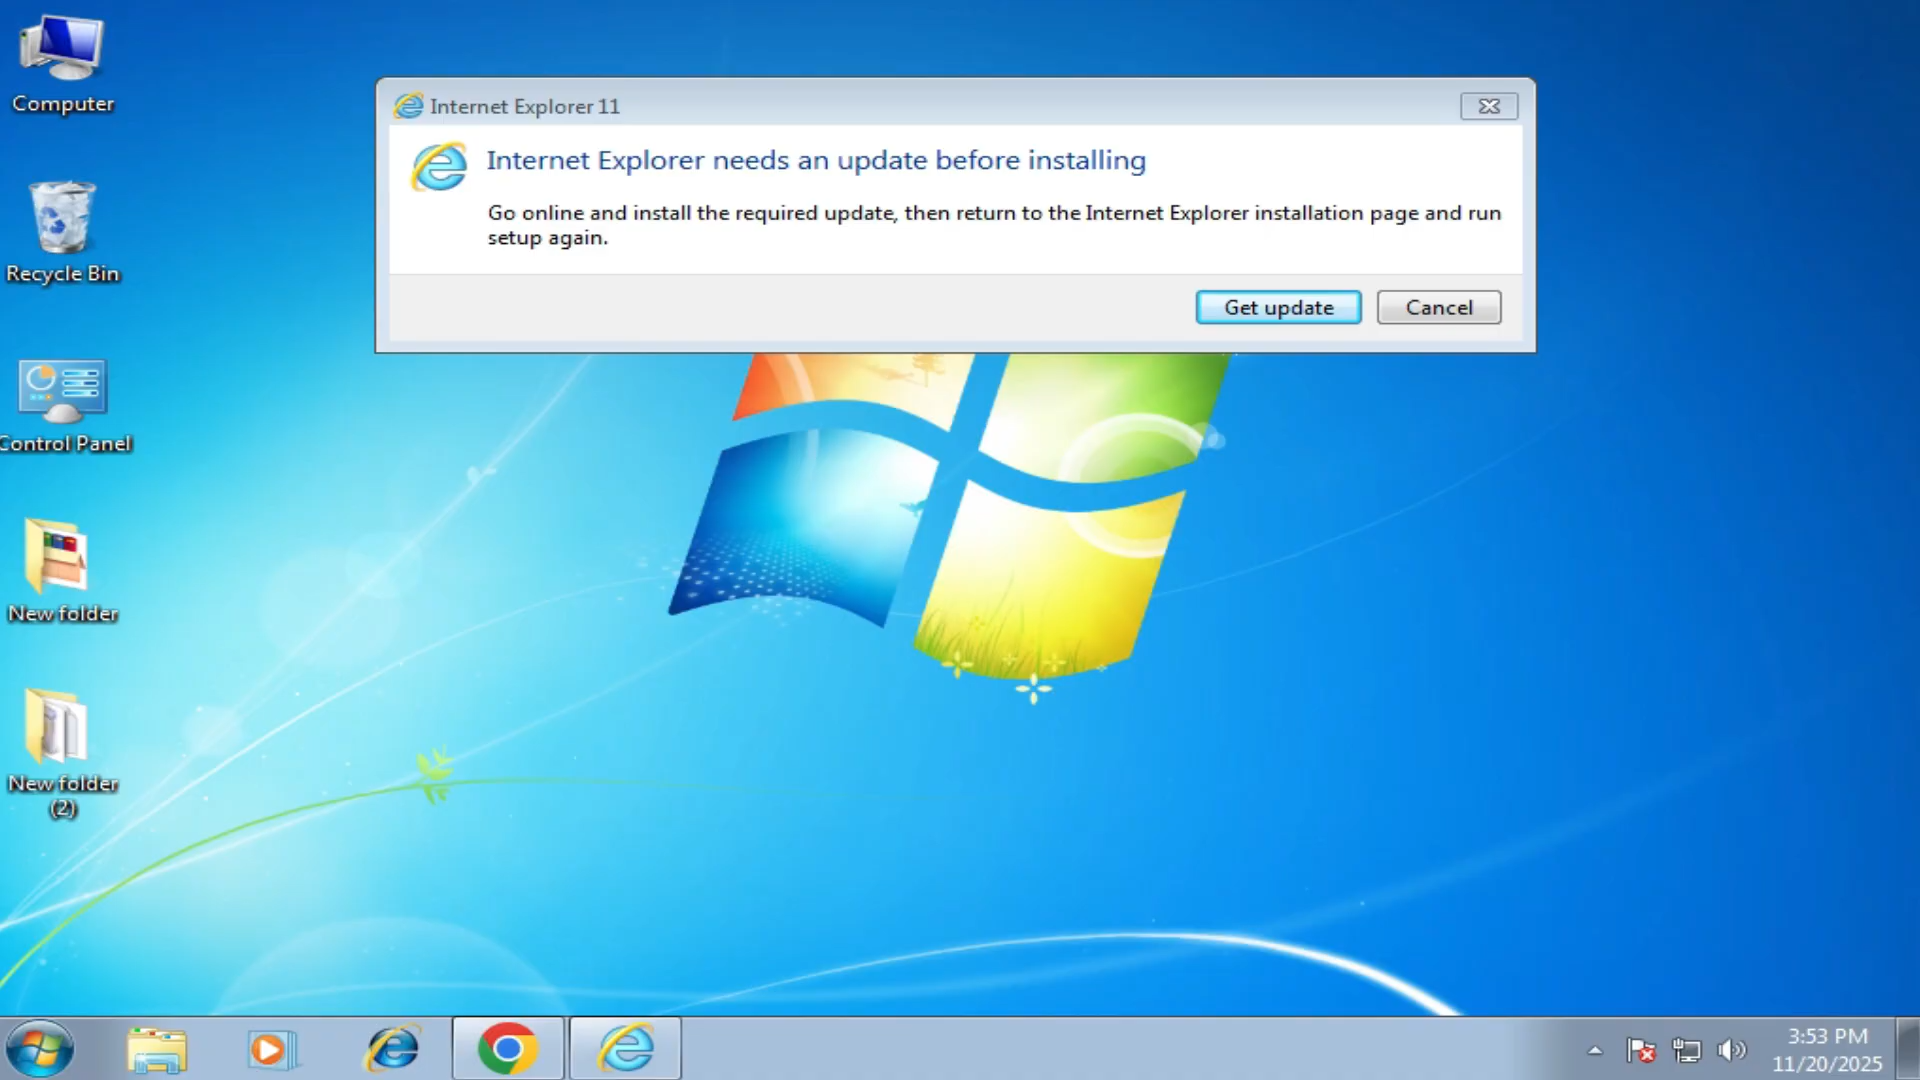 Computer
Recycle Bin
Control Panel
New folder
New folder
(2)
Internet Explorer 11
Internet Explorer needs an update before installing
Go online and install the required update, then return to the Internet Explorer installation page and run
setup again.
Get update
Cancel
3:53 PM
11/20/2025